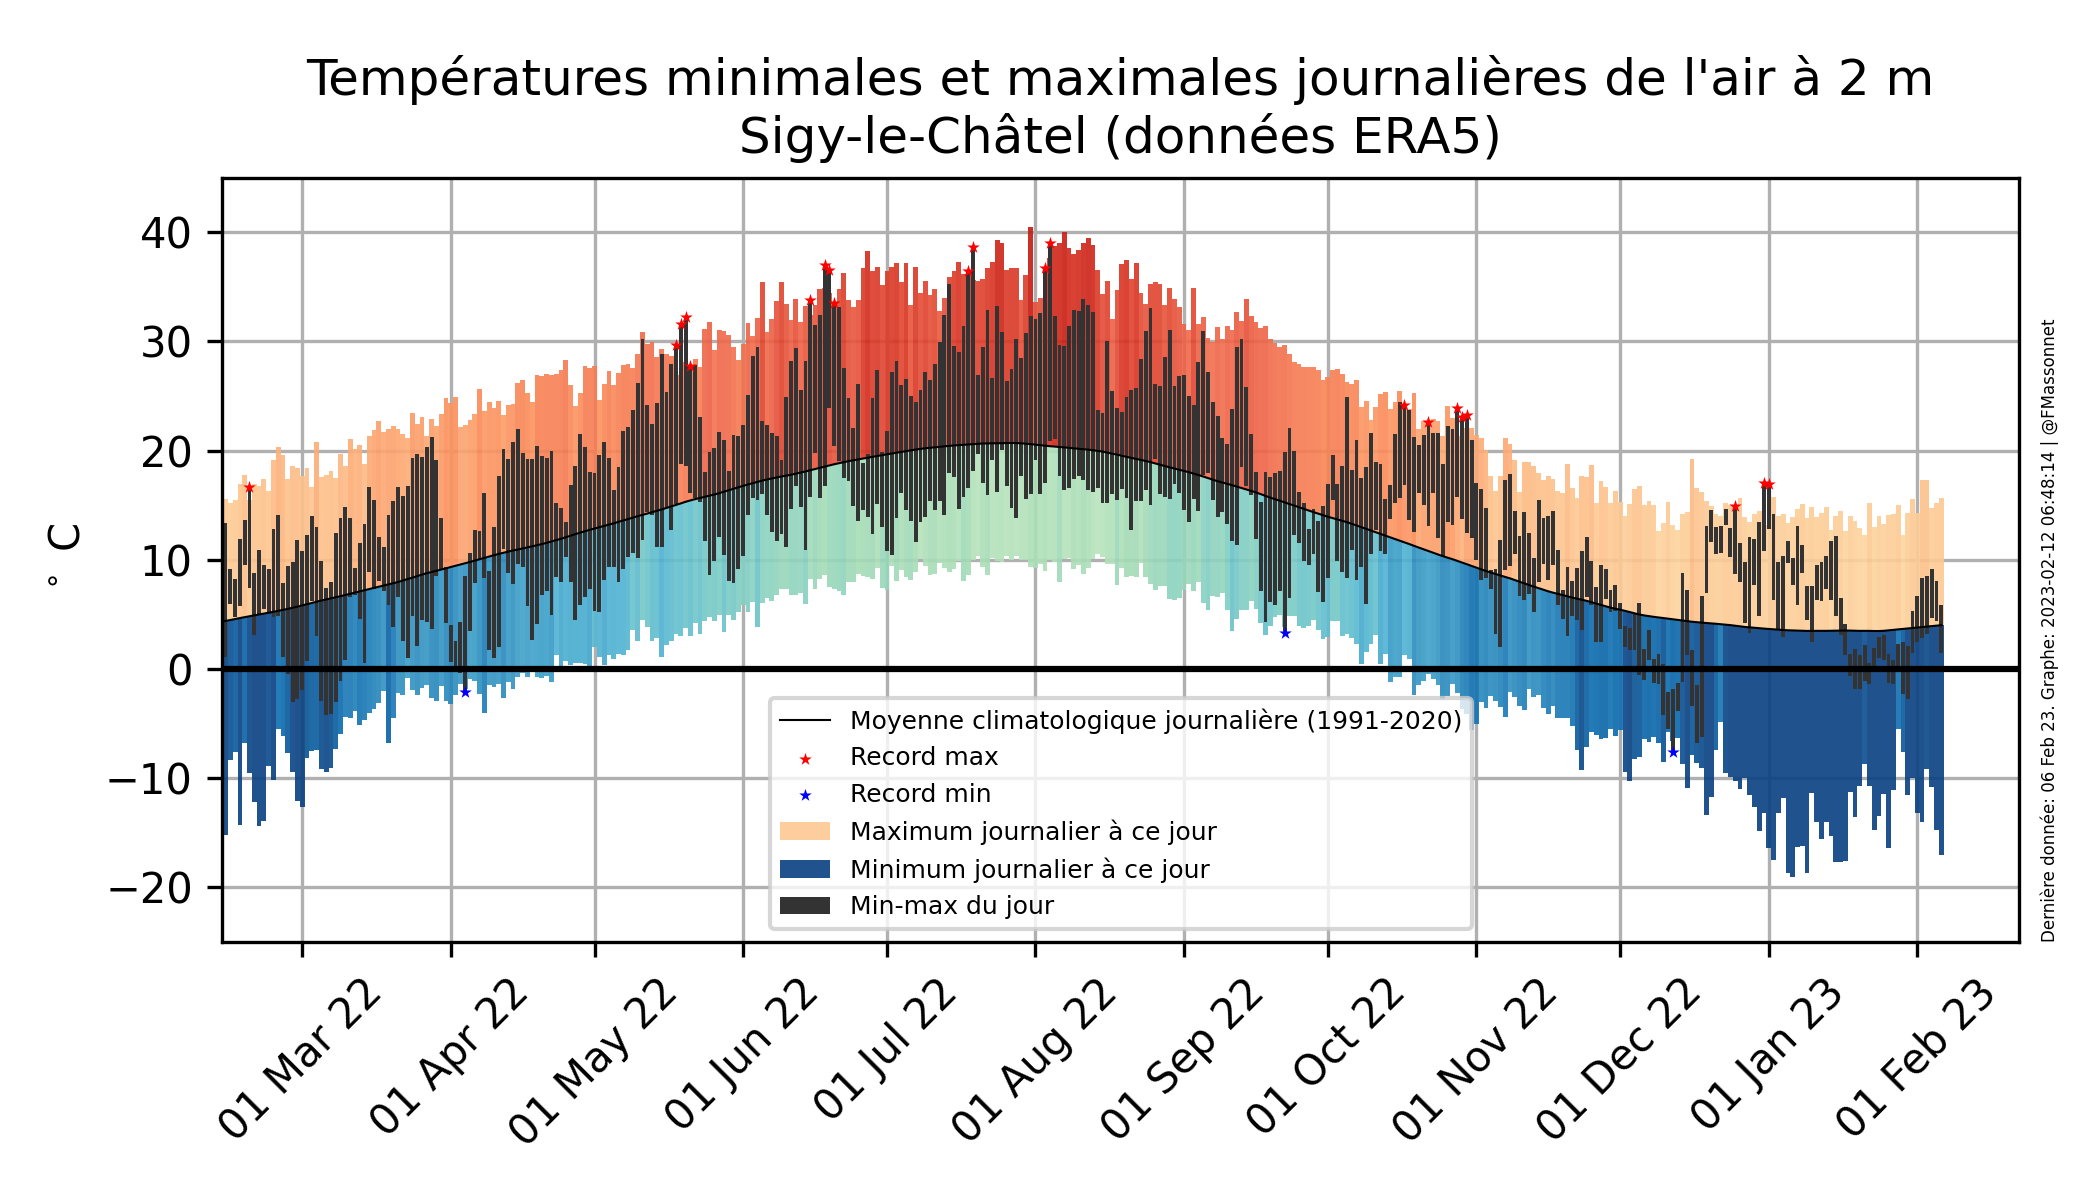 Températures minimales et maximales journalières de l'air à 2 m
Sigy-le-Châtel (données ERA5)
40
30
20
10
0
−10
−20
° C
Moyenne climatologique journalière (1991-2020)
Record max
Record min
Maximum journalier à ce jour
Minimum journalier à ce jour
Min-max du jour
01 Mar 22
01 Apr 22
01 May 22
01 Jun 22
01 Jul 22
01 Aug 22
01 Sep 22
01 Oct 22
01 Nov 22
01 Dec 22
01 Jan 23
01 Feb 23
Dernière donnée: 06 Feb 23. Graphe: 2023-02-12 06:48:14 | @FMassonnet